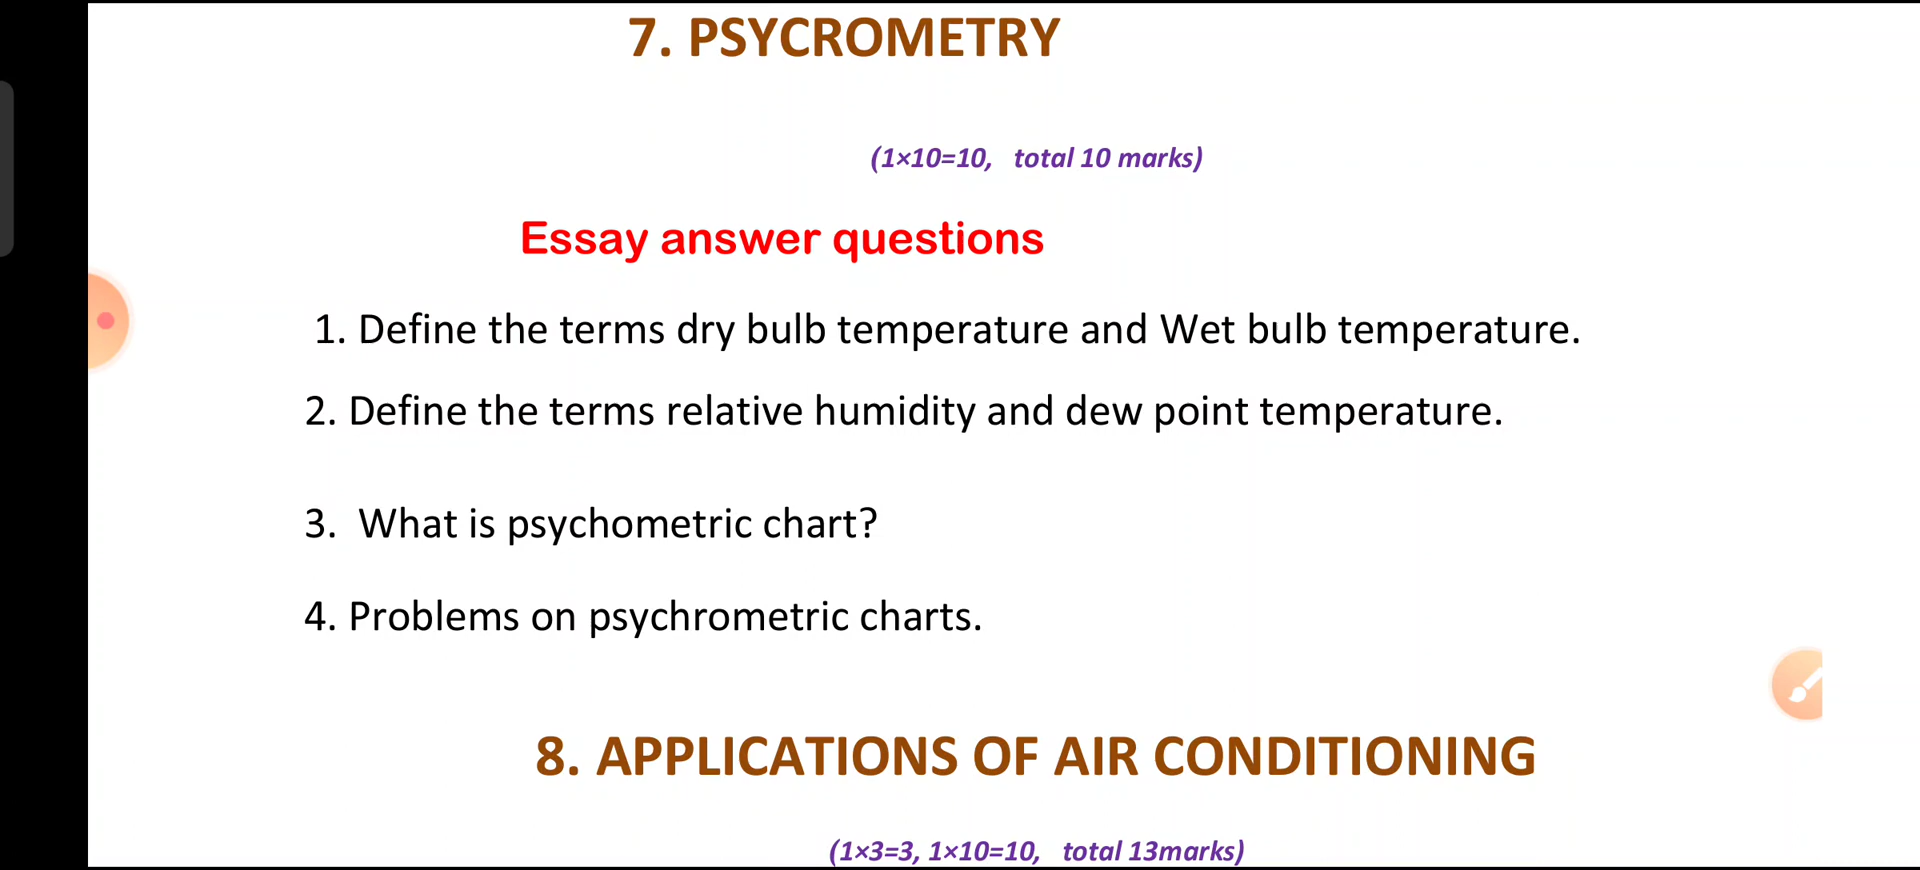 7. PSYCROMETRY
(1×10=10, total 10 marks)
Essay answer questions
1. Define the terms dry bulb temperature and Wet bulb temperature.
2. Define the terms relative humidity and dew point temperature.
3. What is psychometric chart?
4. Problems on psychrometric charts.
8. APPLICATIONS OF AIR CONDITIONING
(1×3=3, 1×10=10, total 13marks)